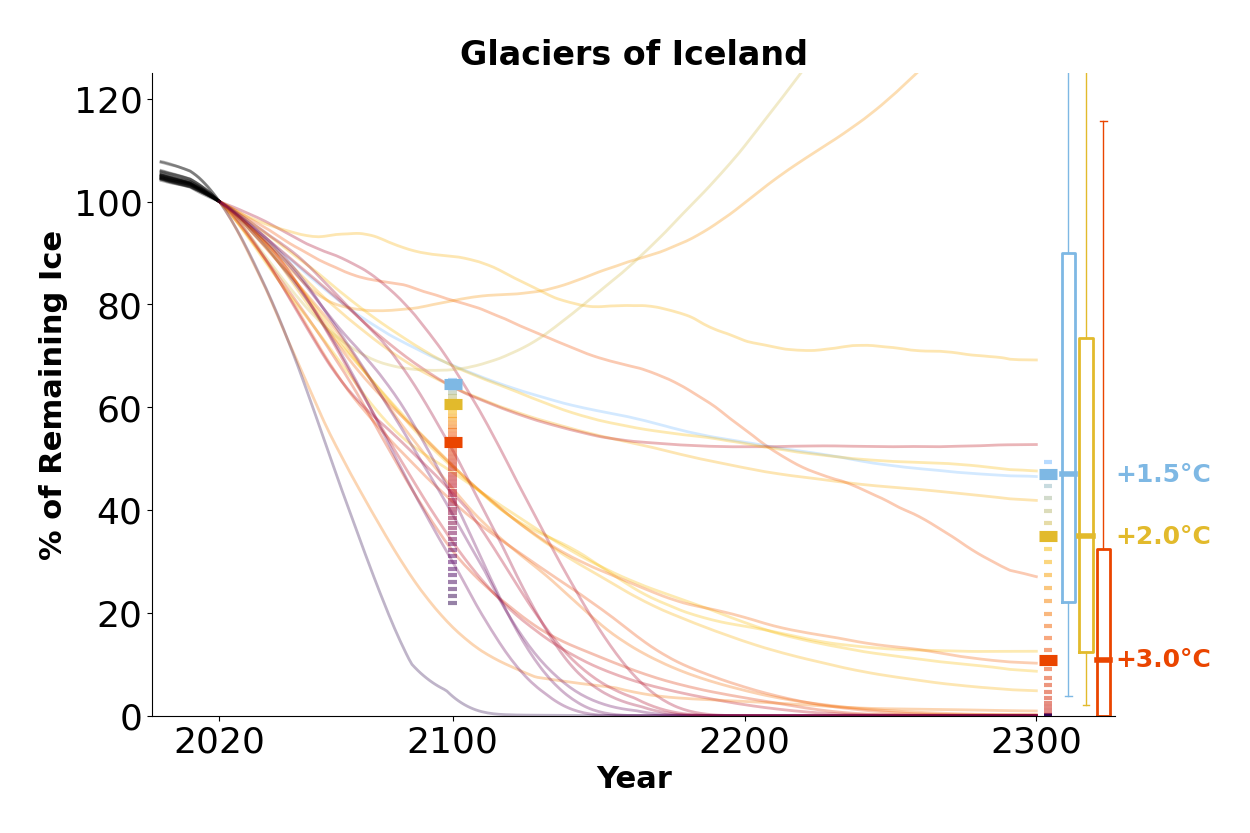 Glaciers of Iceland
% of Remaining Ice
120
100
80
60
40
20
0
2020
2100
2200
2300
Year
+1.5°C
+2.0°C
+3.0°C